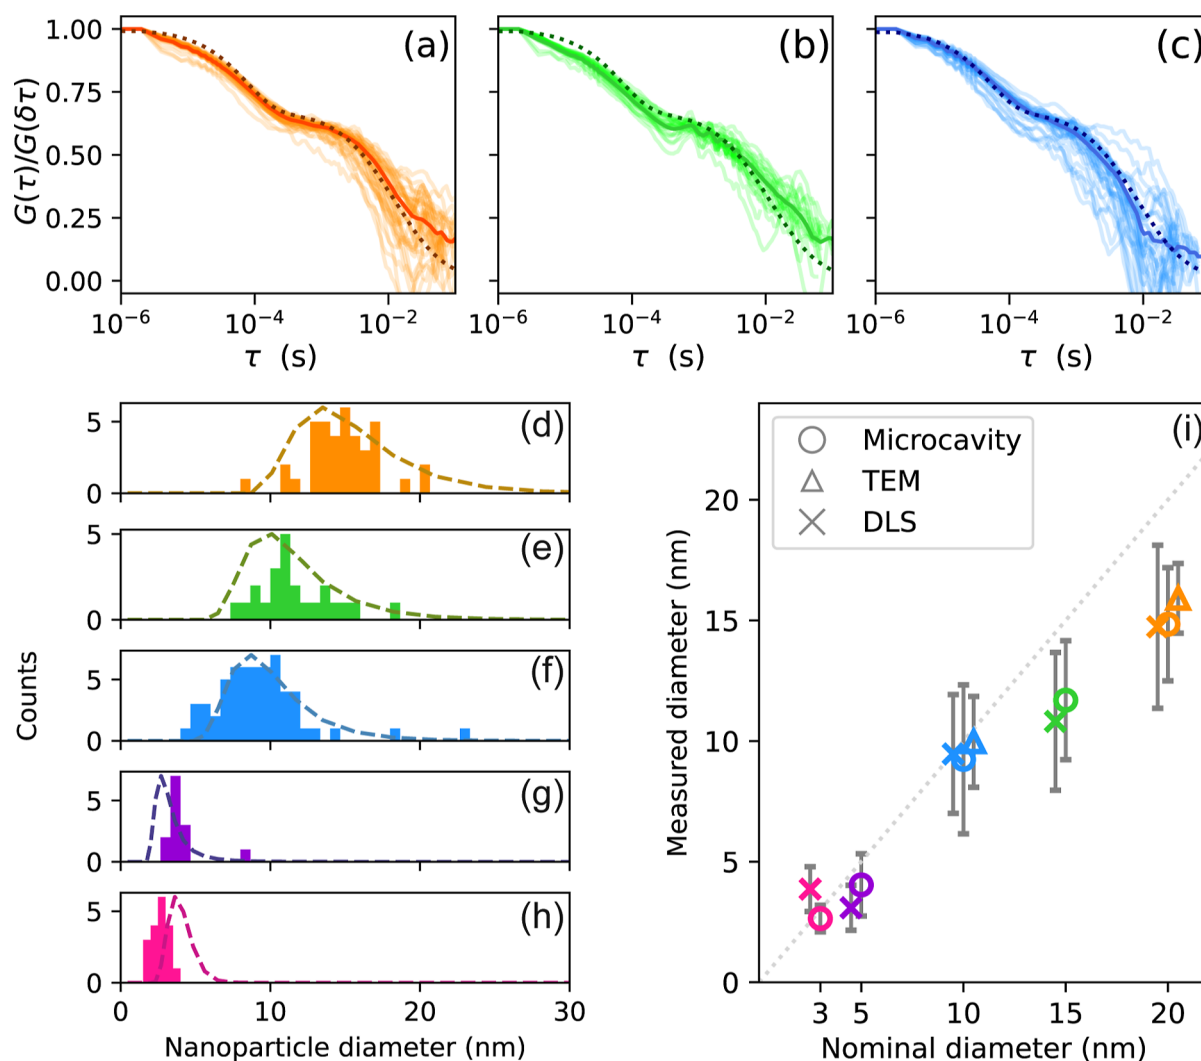 (a) (b) (c)
1.00
0.75
0.50
0.25
0.00
G(τ)/G(δτ)
10⁻⁶ 10⁻⁴ 10⁻² 10⁻⁶ 10⁻⁴ 10⁻² 10⁻⁶ 10⁻⁴ 10⁻²
τ (s) τ (s) τ (s)
(d)
5
0
(e)
5
0
(f)
5
0
(g)
5
0
(h)
5
0
Counts
0 10 20 30
Nanoparticle diameter (nm)
(i)
Microcavity
TEM
DLS
20
15
10
5
0
Measured diameter (nm)
3 5 10 15 20
Nominal diameter (nm)